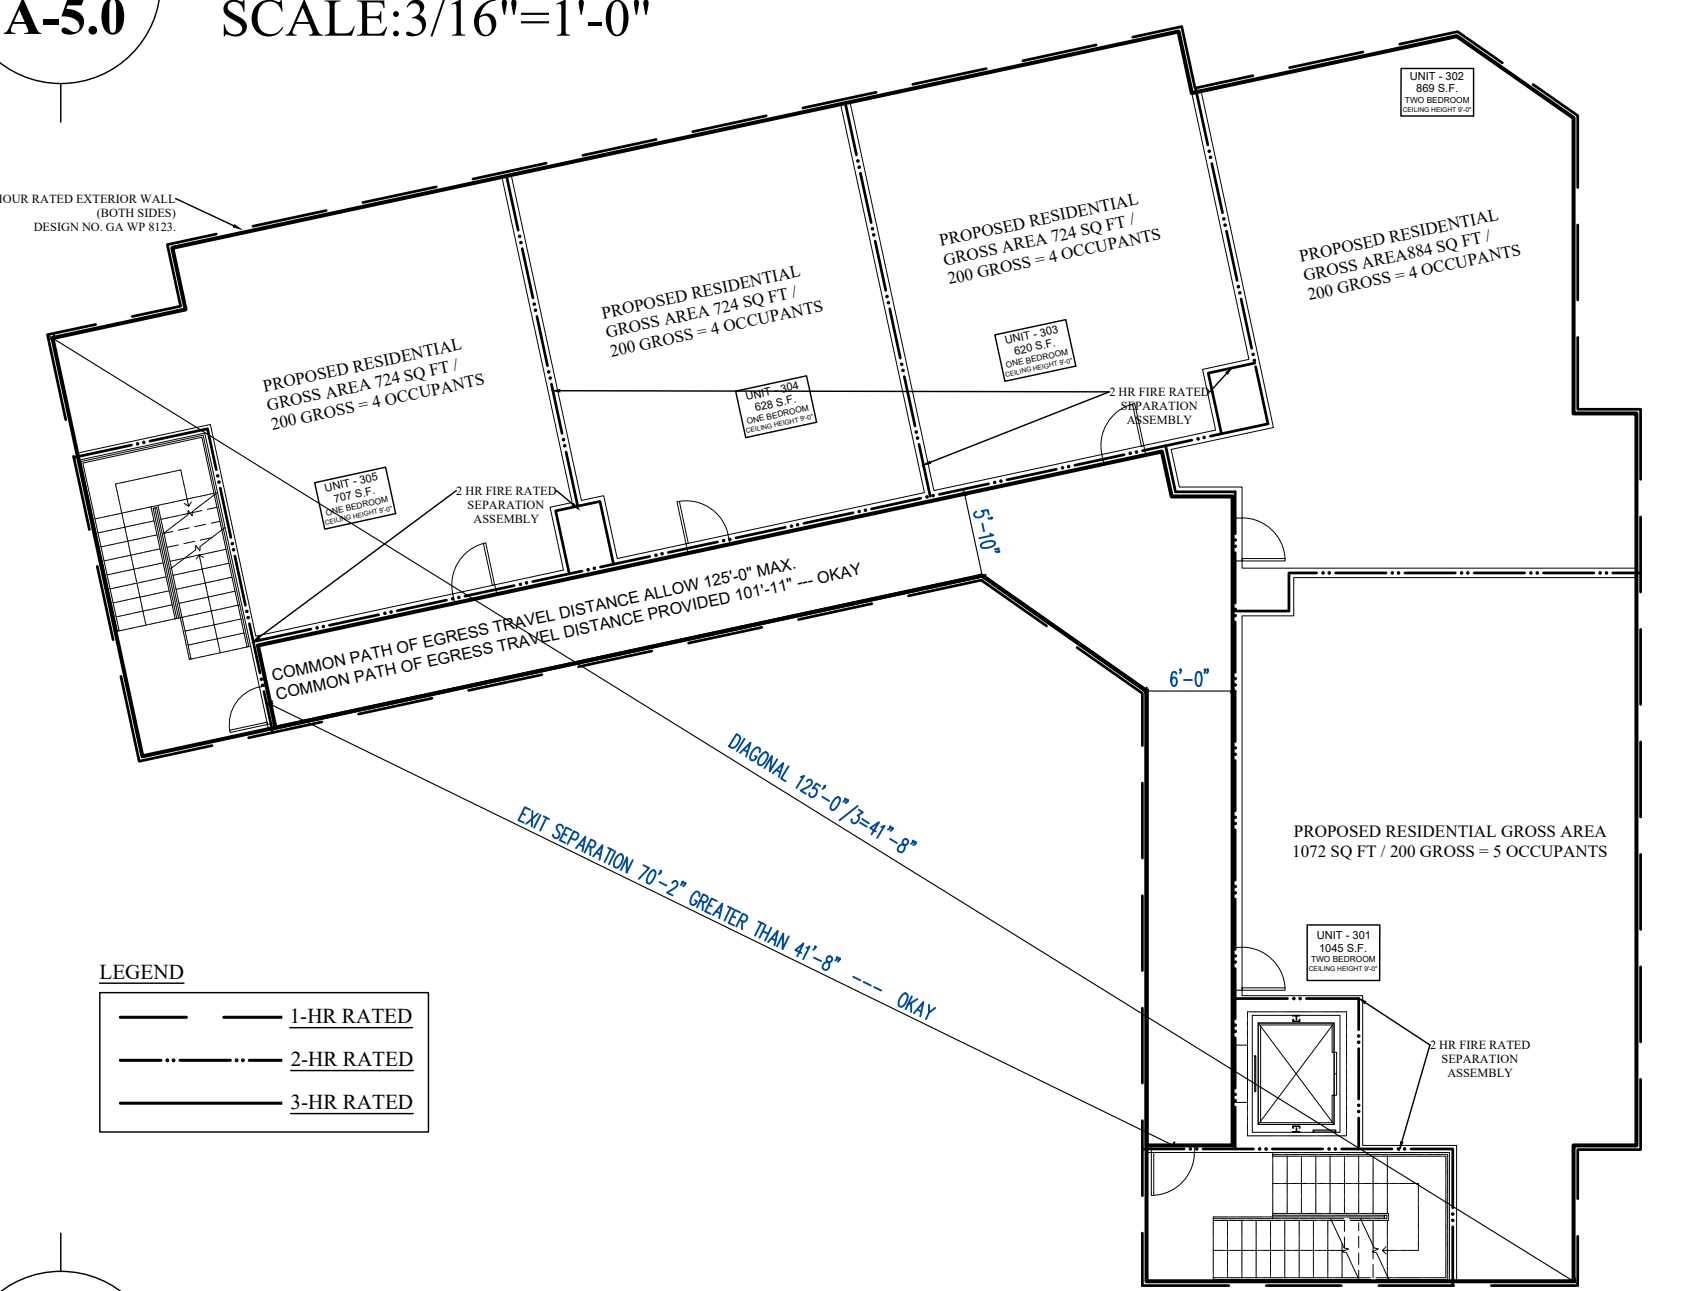 A-5.0
SCALE:3/16"=1'-0"
HOUR RATED EXTERIOR WALL
(BOTH SIDES)
DESIGN NO. GA WP 8123.
UNIT - 302
869 S.F.
TWO BEDROOM
CEILING HEIGHT 9'-0"
PROPOSED RESIDENTIAL
GROSS AREA884 SQ FT /
200 GROSS = 4 OCCUPANTS
PROPOSED RESIDENTIAL
GROSS AREA 724 SQ FT /
200 GROSS = 4 OCCUPANTS
UNIT - 303
620 S.F.
ONE BEDROOM
CEILING HEIGHT 9'-0"
PROPOSED RESIDENTIAL
GROSS AREA 724 SQ FT /
200 GROSS = 4 OCCUPANTS
UNIT - 304
628 S.F.
ONE BEDROOM
CEILING HEIGHT 9'-0"
2 HR FIRE RATED
SEPARATION
ASSEMBLY
PROPOSED RESIDENTIAL
GROSS AREA 724 SQ FT /
200 GROSS = 4 OCCUPANTS
UNIT - 305
707 S.F.
ONE BEDROOM
CEILING HEIGHT 9'-0"
2 HR FIRE RATED
SEPARATION
ASSEMBLY
N
N
5'-10"
COMMON PATH OF EGRESS TRAVEL DISTANCE ALLOW 125'-0" MAX.
COMMON PATH OF EGRESS TRAVEL DISTANCE PROVIDED 101'-11" --- OKAY
6'-0"
DIAGONAL 125'-0"/3=41"-8"
EXIT SEPARATION 70'-2" GREATER THAN 41'-8" ---- OKAY
PROPOSED RESIDENTIAL GROSS AREA
1072 SQ FT / 200 GROSS = 5 OCCUPANTS
UNIT - 301
1045 S.F.
TWO BEDROOM
CEILING HEIGHT 9'-0"
2 HR FIRE RATED
SEPARATION
ASSEMBLY
LEGEND
1-HR RATED
2-HR RATED
3-HR RATED